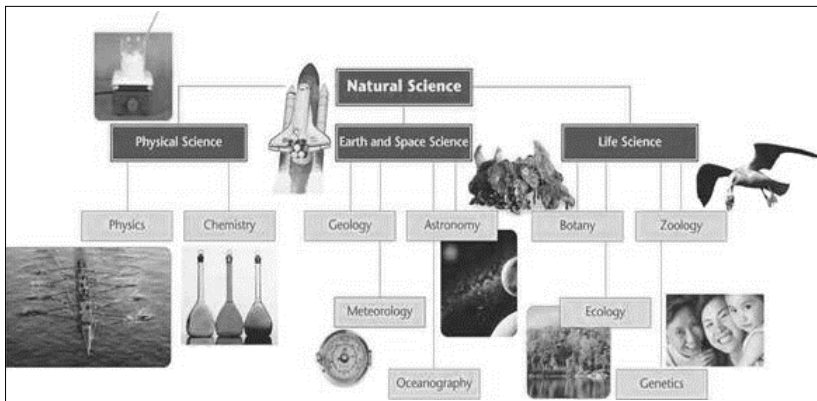 Natural Science
Physical Science
Earth and Space Science
Life Science
Physics
Chemistry
Geology
Astronomy
Botany
Zoology
Meteorology
Ecology
Oceanography
Genetics